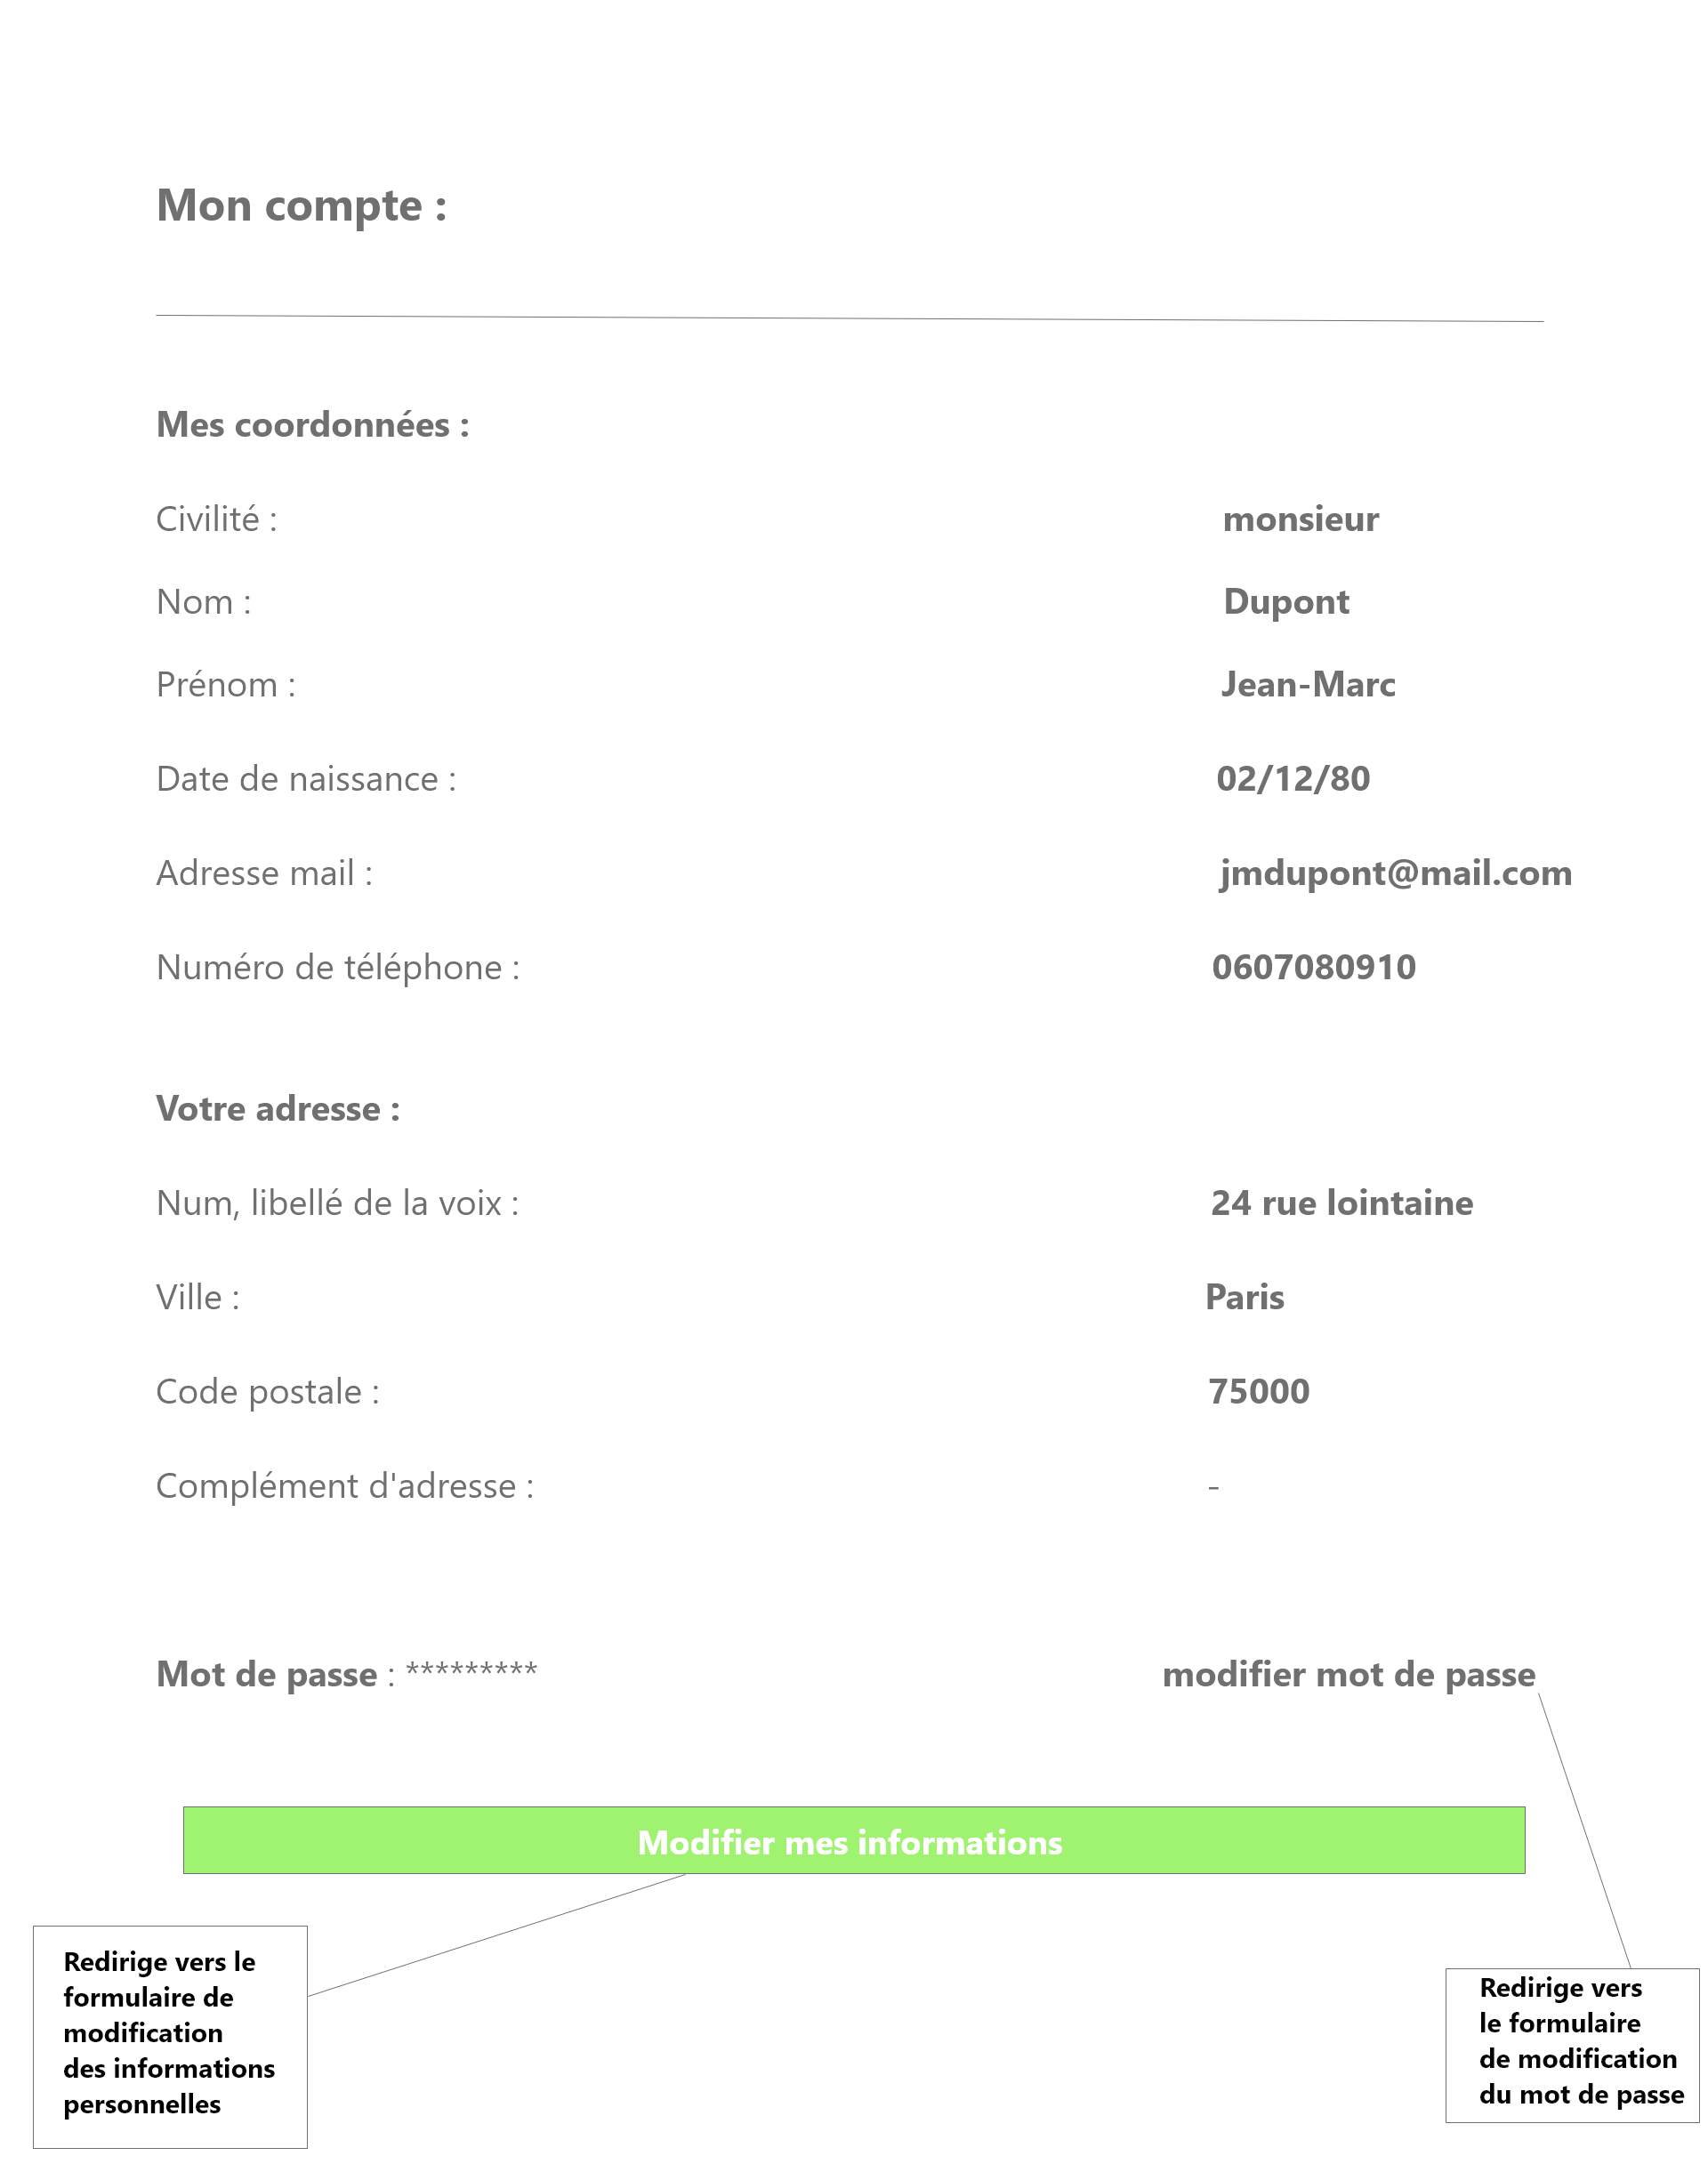 Mon compte :
Mes coordonnées :
Civilité : monsieur
Nom : Dupont
Prénom : Jean-Marc
Date de naissance : 02/12/80
Adresse mail : jmdupont@mail.com
Numéro de téléphone : 0607080910
Votre adresse :
Num, libellé de la voix : 24 rue lointaine
Ville : Paris
Code postale : 75000
Complément d'adresse : -
Mot de passe : ********* modifier mot de passe
Modifier mes informations
Redirige vers le
formulaire de
modification
des informations
personnelles
Redirige vers
le formulaire
de modification
du mot de passe